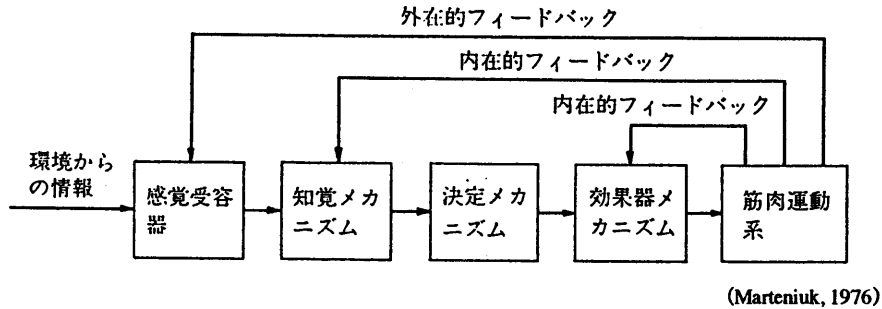 外在的フィードバック
内在的フィードバック
内在的フィードバック
環境から
の情報
感覚受容
器
知覚メカ
ニズム
決定メカ
ニズム
効果器メ
カニズム
筋肉運動
系
(Marteniuk, 1976)